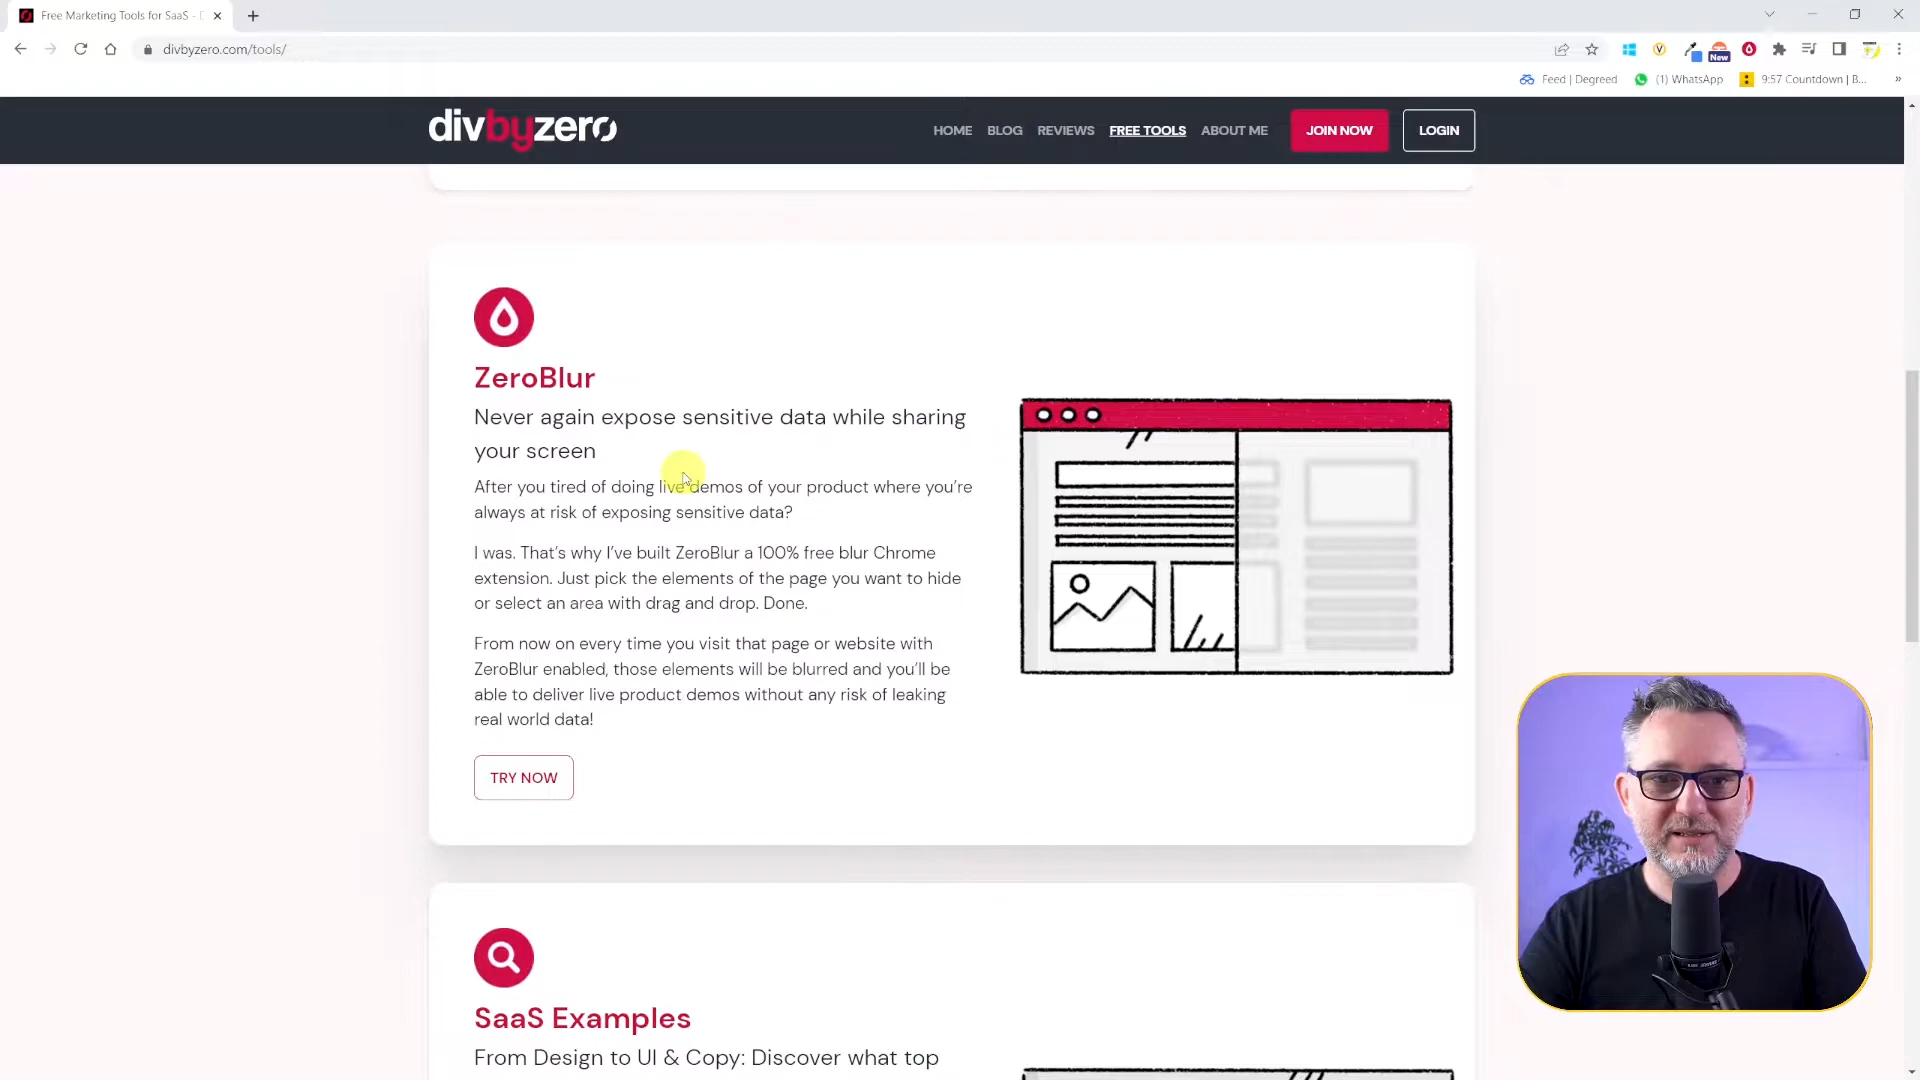 Free Marketing Tools for SaaS - D
divbyzero.com/tools/
New
Feed | Degreed
(1) WhatsApp
9:57 Countdown | B...
»
divbyzero
HOME
BLOG
REVIEWS
FREE TOOLS
ABOUT ME
JOIN NOW
LOGIN
ZeroBlur
Never again expose sensitive data while sharing
your screen
After you tired of doing live demos of your product where you're
always at risk of exposing sensitive data?
I was. That's why I've built ZeroBlur a 100% free blur Chrome
extension. Just pick the elements of the page you want to hide
or select an area with drag and drop. Done.
From now on every time you visit that page or website with
ZeroBlur enabled, those elements will be blurred and you'll be
able to deliver live product demos without any risk of leaking
real world data!
TRY NOW
SaaS Examples
From Design to UI & Copy: Discover what top